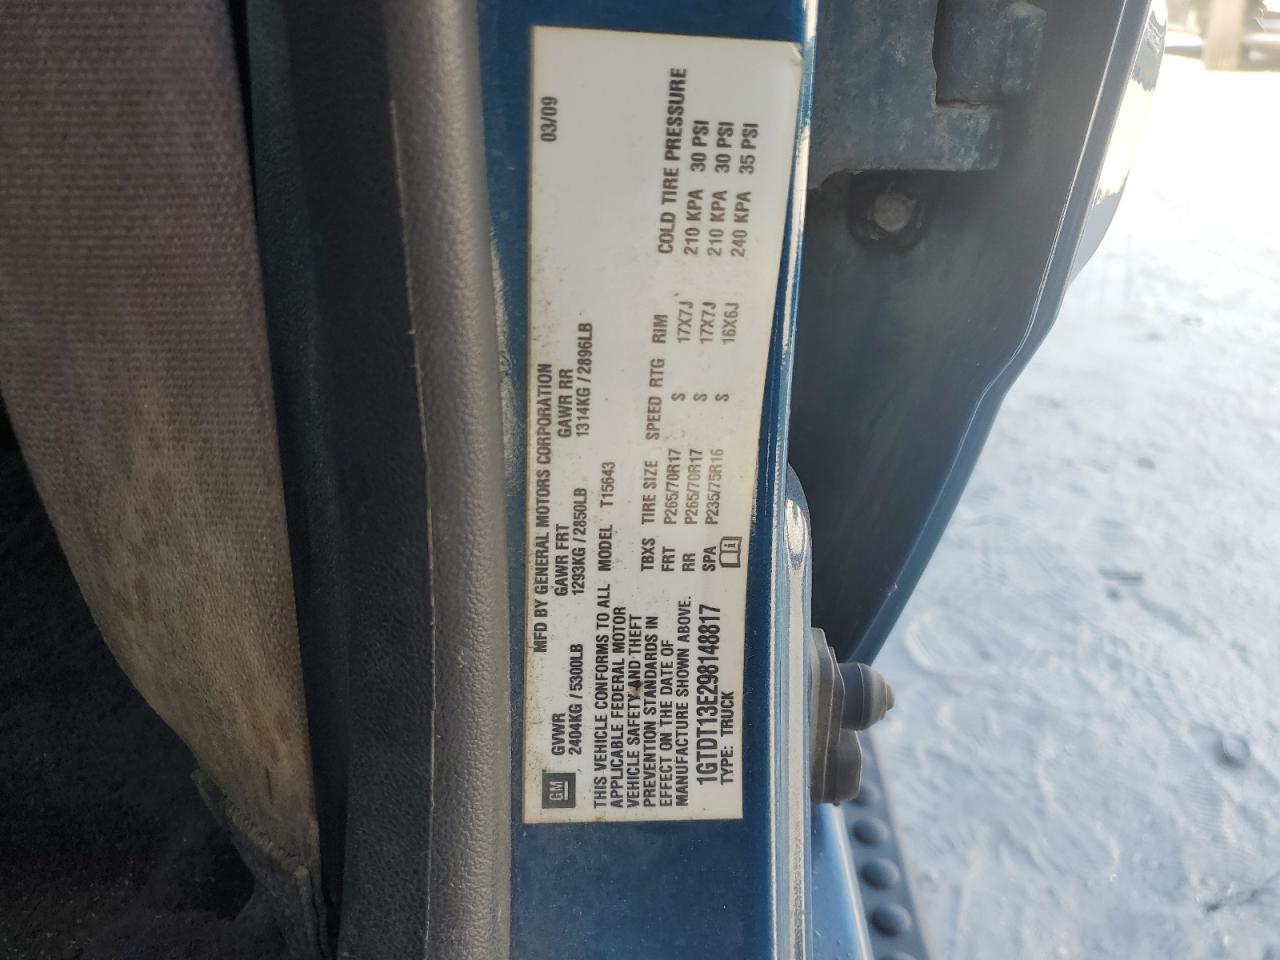 MFD BY GENERAL MOTORS CORPORATION 03/09
GM GVWR GAWR FRT GAWR RR
2404KG / 5300LB 1293KG / 2850LB 1314KG / 2896LB
THIS VEHICLE CONFORMS TO ALL MODEL T15643
APPLICABLE FEDERAL MOTOR
VEHICLE SAFETY AND THEFT
PREVENTION STANDARDS IN
EFFECT ON THE DATE OF
MANUFACTURE SHOWN ABOVE.
TBXS TIRE SIZE SPEED RTG RIM COLD TIRE PRESSURE
FRT P265/70R17 S 17X7J 210 KPA 30 PSI
RR P265/70R17 S 17X7J 210 KPA 30 PSI
SPA P235/75R16 S 16X6J 240 KPA 35 PSI
1GTDT13E298148817
TYPE: TRUCK